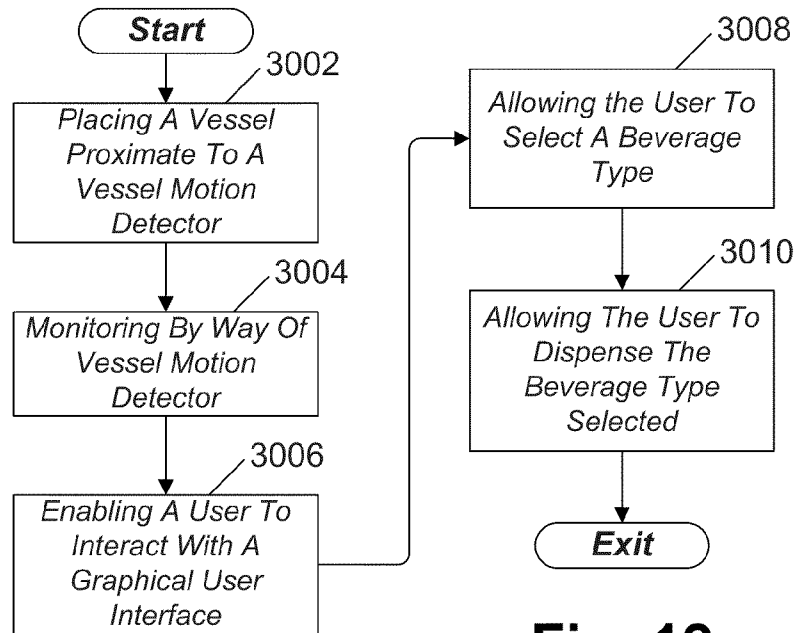 Start
3002
Placing A Vessel
Proximate To A
Vessel Motion
Detector
3004
Monitoring By Way Of
Vessel Motion
Detector
3006
Enabling A User To
Interact With A
Graphical User
Interface
3008
Allowing the User To
Select A Beverage
Type
3010
Allowing The User To
Dispense The
Beverage Type
Selected
Exit